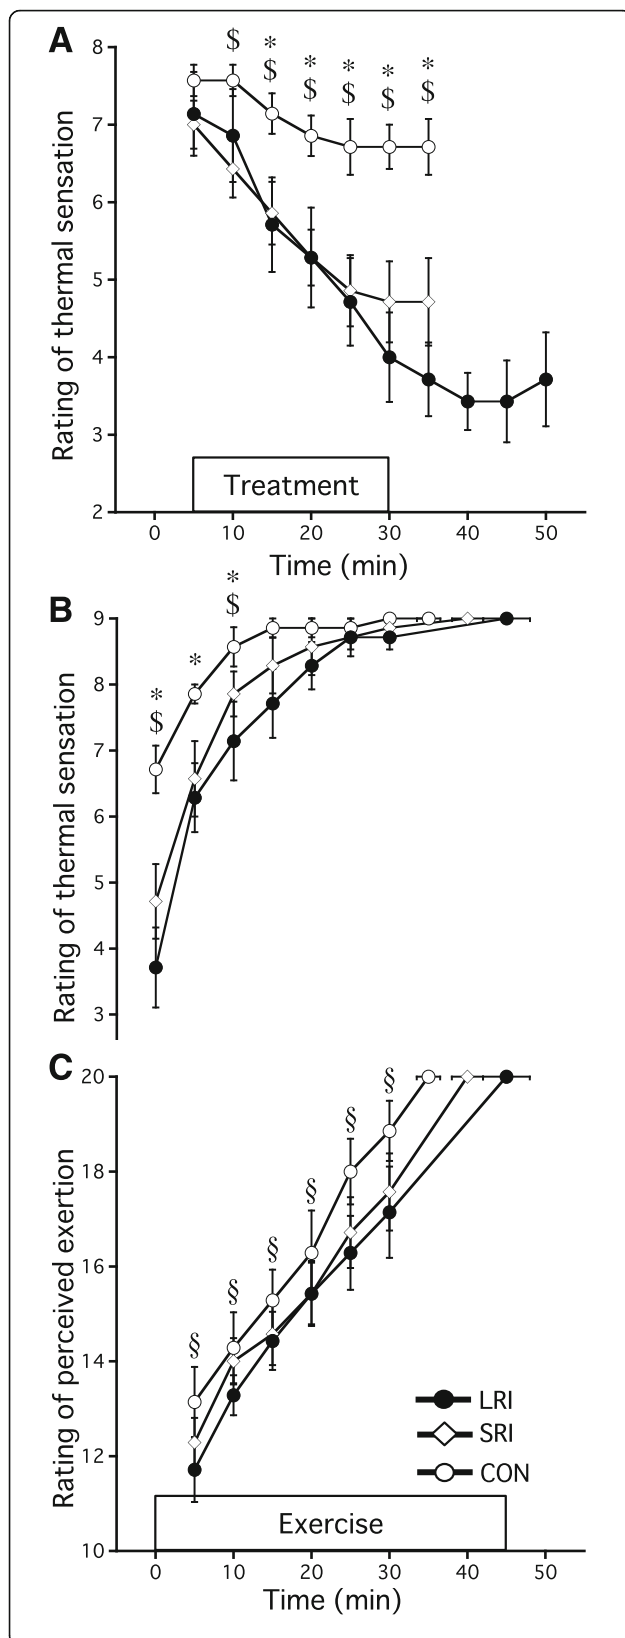 A
8
7
6
5
4
3
2
Rating of thermal sensation
$ * * * * *
$ $ $ $ $
Treatment
0 10 20 30 40 50
Time (min)
B
9
8
7
6
5
4
3
Rating of thermal sensation
* * *
$ $
C
20
18
16
14
12
10
Rating of perceived exertion
§ § § § § §
LRI
SRI
CON
Exercise
0 10 20 30 40 50
Time (min)